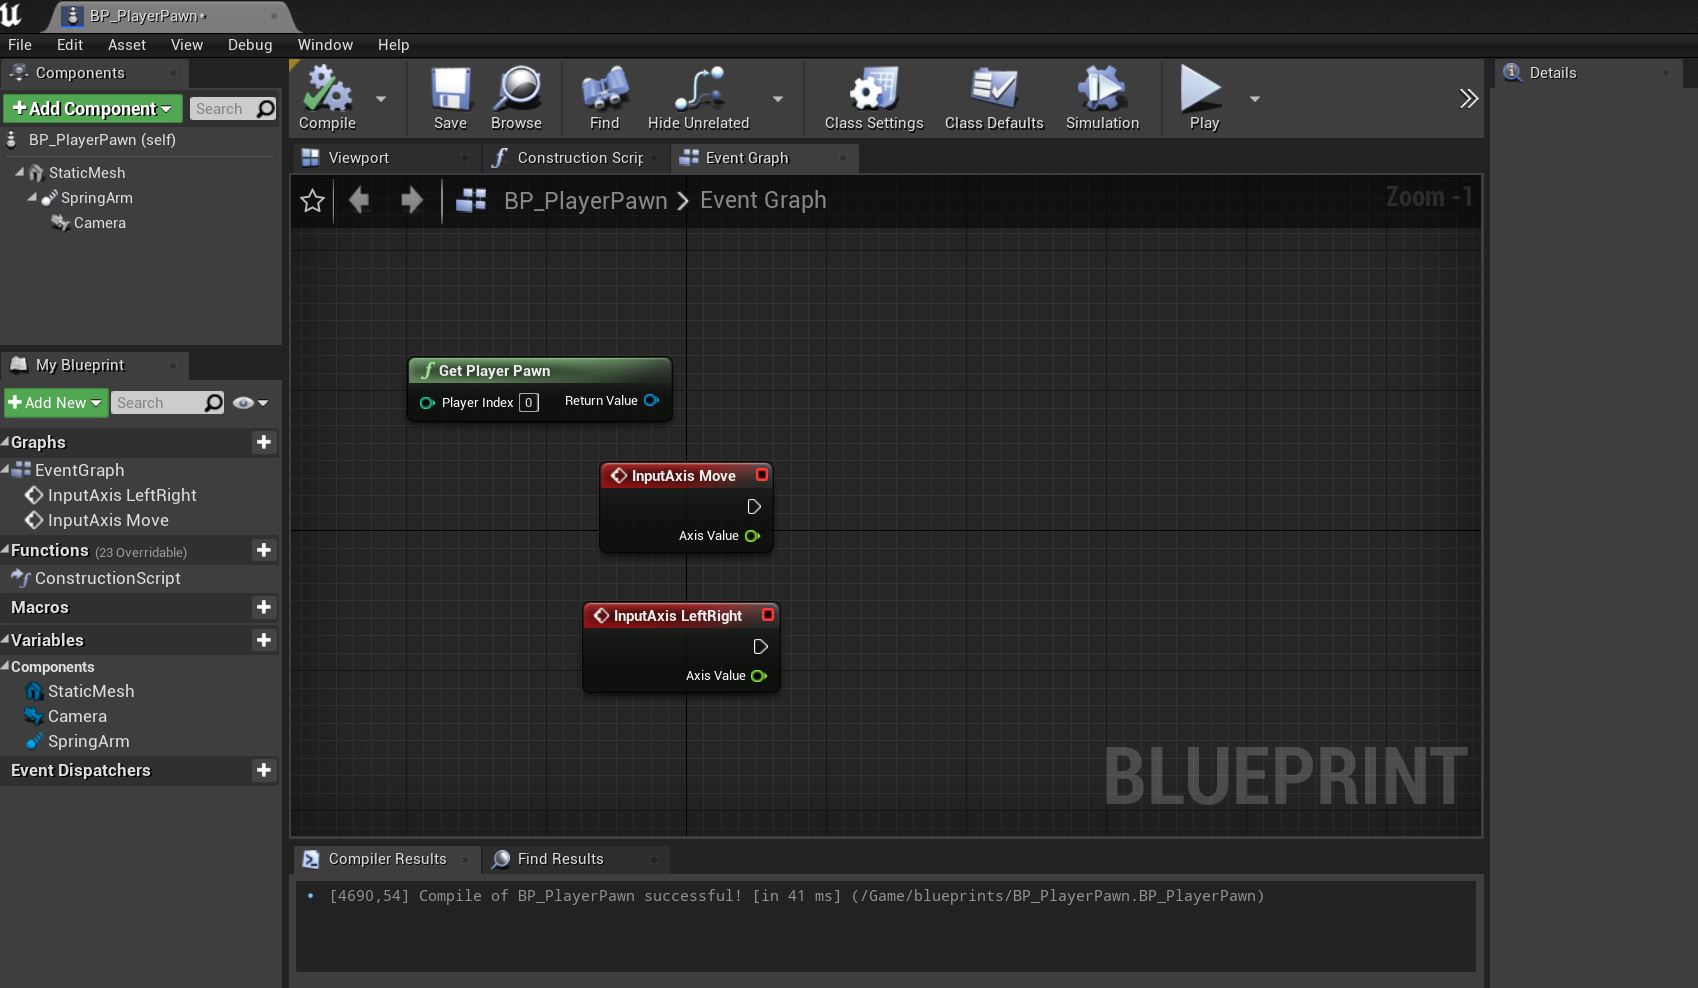 BP_PlayerPawn*
File Edit Asset View Debug Window Help
Components
Add Component
Search
BP_PlayerPawn (self)
StaticMesh
SpringArm
Camera
My Blueprint
Add New
Search
Graphs
EventGraph
InputAxis LeftRight
InputAxis Move
Functions (23 Overridable)
ConstructionScript
Macros
Variables
Components
StaticMesh
Camera
SpringArm
Event Dispatchers
Compile Save Browse Find Hide Unrelated Class Settings Class Defaults Simulation Play
Viewport Construction Scrip Event Graph
BP_PlayerPawn > Event Graph
Zoom -1
Get Player Pawn
Player Index 0 Return Value
InputAxis Move
Axis Value
InputAxis LeftRight
Axis Value
BLUEPRINT
Compiler Results Find Results
[4690,54] Compile of BP_PlayerPawn successful! [in 41 ms] (/Game/blueprints/BP_PlayerPawn.BP_PlayerPawn)
Details